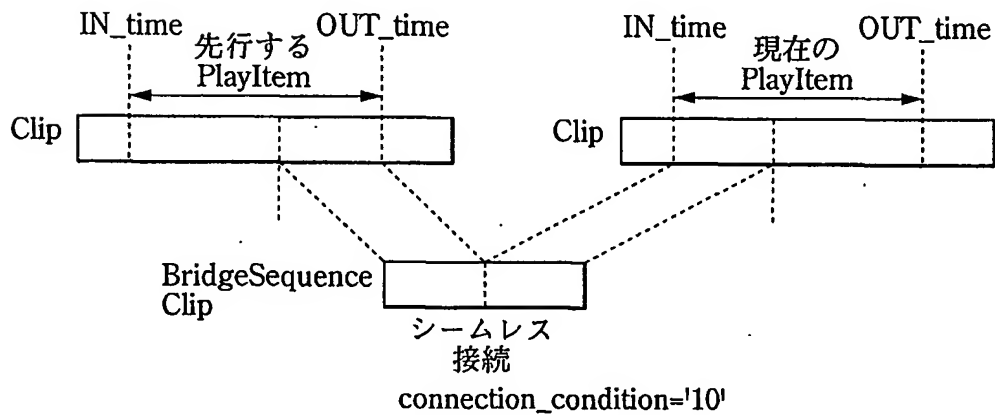 IN_time
先行する
PlayItem
OUT_time
IN_time
現在の
PlayItem
OUT_time
Clip
Clip
BridgeSequence
Clip
シームレス
接続
connection_condition='10'